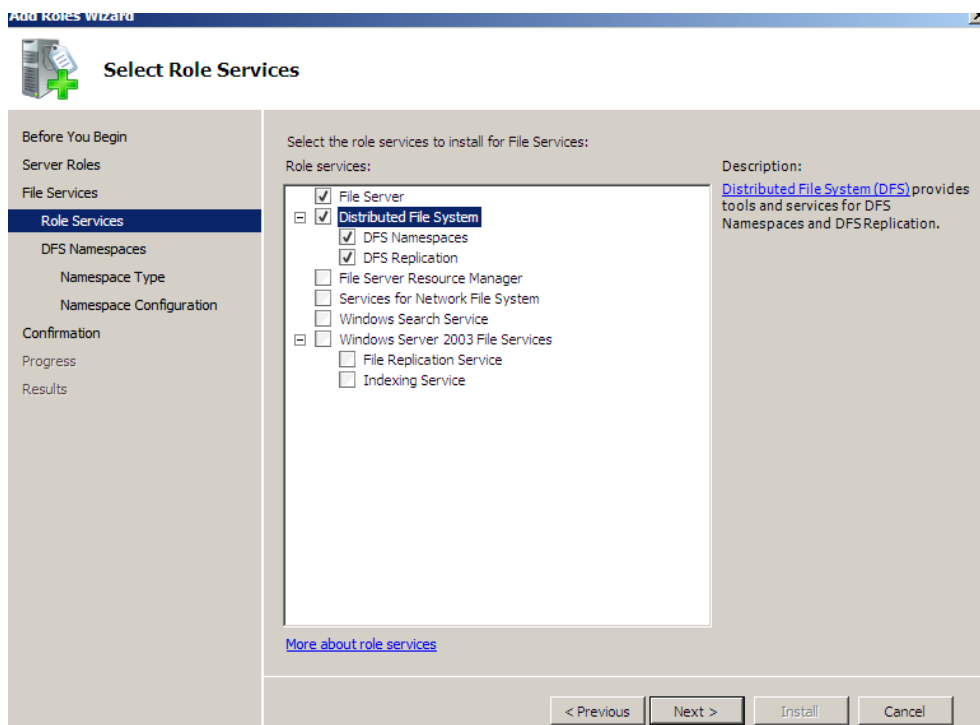 Add Roles Wizard
Select Role Services
Before You Begin
Server Roles
File Services
Role Services
DFS Namespaces
Namespace Type
Namespace Configuration
Confirmation
Progress
Results
Select the role services to install for File Services:
Role services:
File Server
Distributed File System
DFS Namespaces
DFS Replication
File Server Resource Manager
Services for Network File System
Windows Search Service
Windows Server 2003 File Services
File Replication Service
Indexing Service
More about role services
Description:
Distributed File System (DFS) provides
tools and services for DFS
Namespaces and DFS Replication.
< Previous
Next >
Install
Cancel